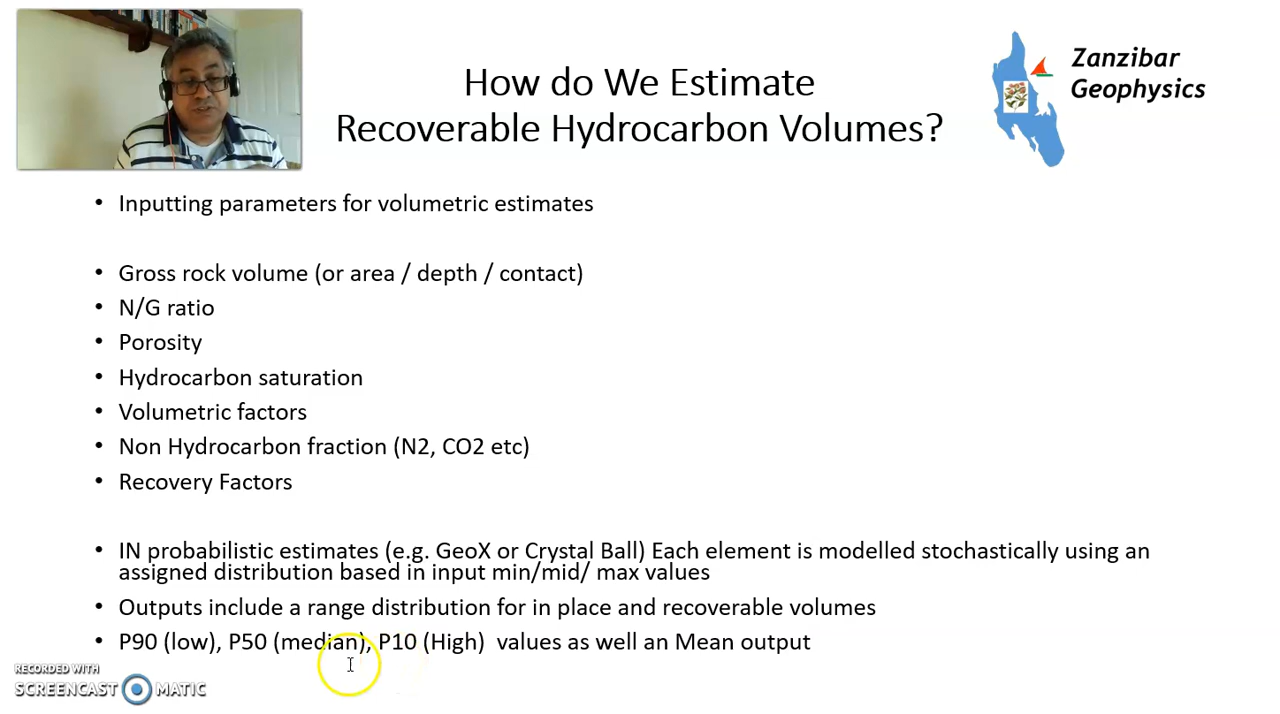 How do We Estimate
Recoverable Hydrocarbon Volumes?
Zanzibar
Geophysics
• Inputting parameters for volumetric estimates
• Gross rock volume (or area / depth / contact)
• N/G ratio
• Porosity
• Hydrocarbon saturation
• Volumetric factors
• Non Hydrocarbon fraction (N2, CO2 etc)
• Recovery Factors
• IN probabilistic estimates (e.g. GeoX or Crystal Ball) Each element is modelled stochastically using an
assigned distribution based in input min/mid/ max values
• Outputs include a range distribution for in place and recoverable volumes
• P90 (low), P50 (median), P10 (High)  values as well an Mean output
RECORDED WITH
SCREENCAST MATIC